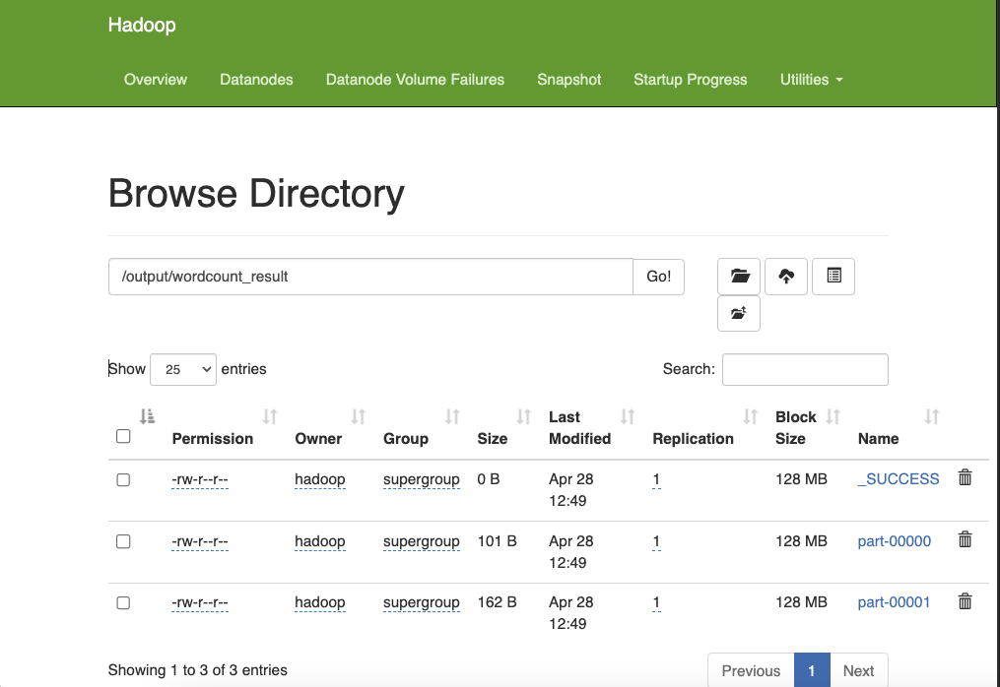 Hadoop
Overview Datanodes Datanode Volume Failures Snapshot Startup Progress Utilities
Browse Directory
/output/wordcount_result Go!
Show 25 entries Search:
Permission Owner Group Size Last Modified Replication Block Size Name
-rw-r--r-- hadoop supergroup 0 B Apr 28 12:49 1 128 MB _SUCCESS
-rw-r--r-- hadoop supergroup 101 B Apr 28 12:49 1 128 MB part-00000
-rw-r--r-- hadoop supergroup 162 B Apr 28 12:49 1 128 MB part-00001
Showing 1 to 3 of 3 entries Previous 1 Next